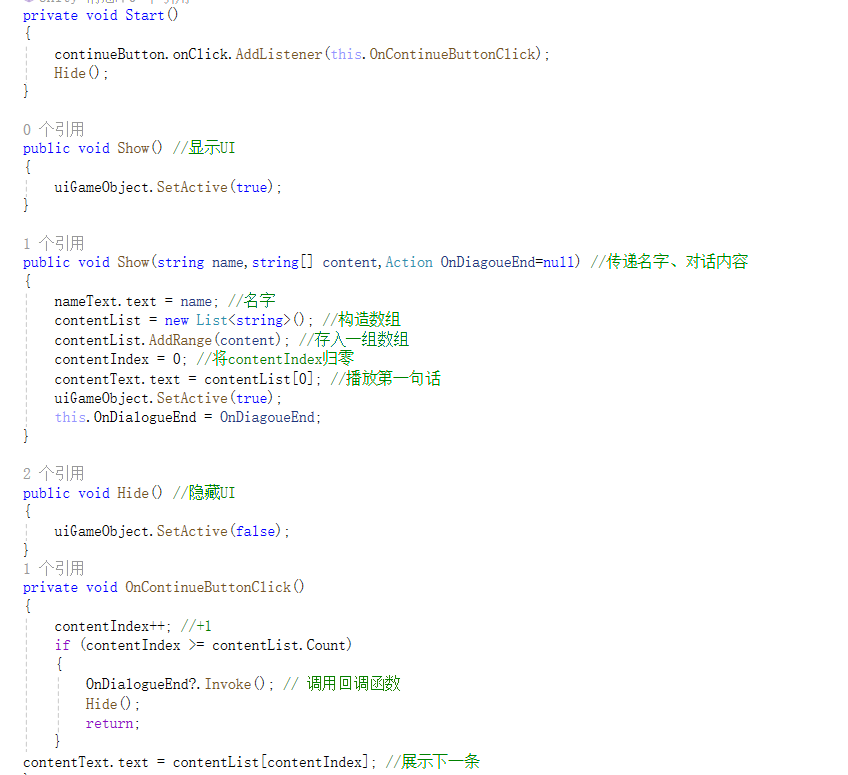 private void Start()
{
continueButton.onClick.AddListener(this.OnContinueButtonClick);
Hide();
}
0 个引用
public void Show() //显示UI
{
uiGameObject.SetActive(true);
}
1 个引用
public void Show(string name,string[] content,Action OnDiagoueEnd=null) //传递名字、对话内容
{
nameText.text = name; //名字
contentList = new List<string>(); //构造数组
contentList.AddRange(content); //存入一组数组
contentIndex = 0; //将contentIndex归零
contentText.text = contentList[0]; //播放第一句话
uiGameObject.SetActive(true);
this.OnDialogueEnd = OnDiagoueEnd;
}
2 个引用
public void Hide() //隐藏UI
{
uiGameObject.SetActive(false);
}
1 个引用
private void OnContinueButtonClick()
{
contentIndex++; //+1
if (contentIndex >= contentList.Count)
{
OnDialogueEnd?.Invoke(); // 调用回调函数
Hide();
return;
}
contentText.text = contentList[contentIndex]; //展示下一条